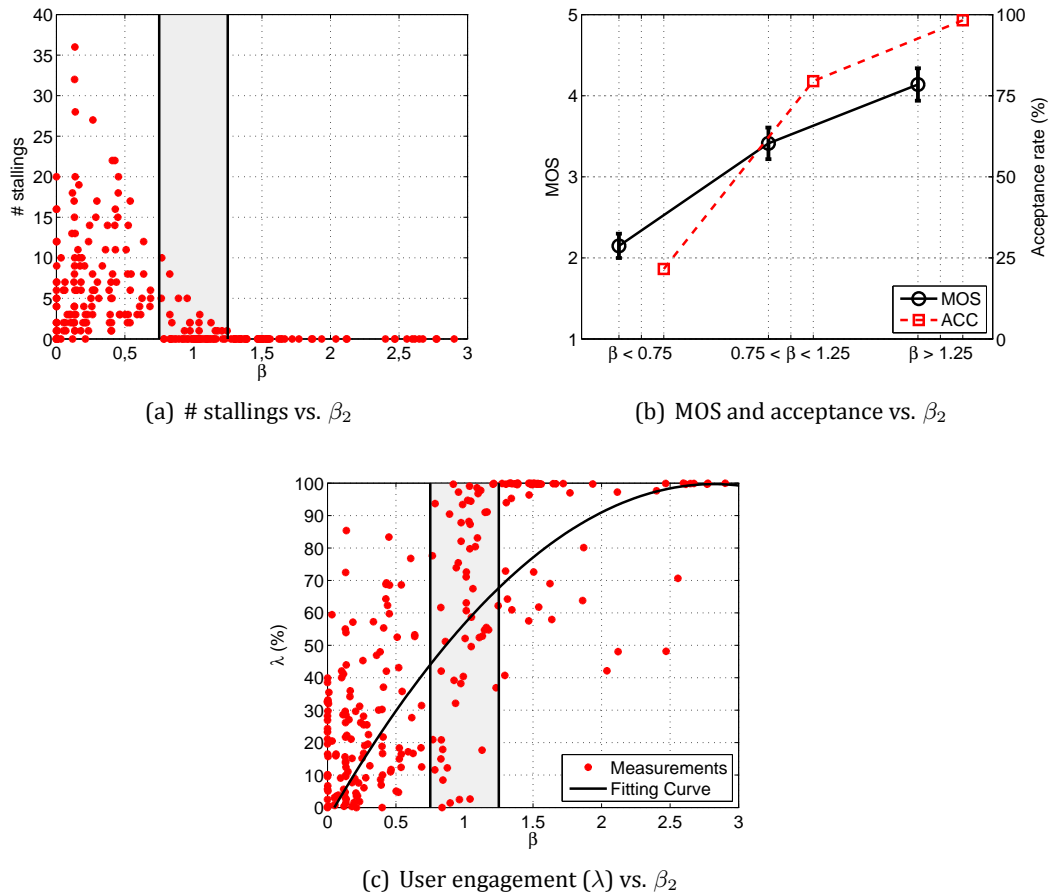 40
35
30
25
20
15
10
5
0
# stallings
0 0,5 1 1,5 2 2,5 3
β
(a) # stallings vs. β₂
5
4
3
2
1
MOS
100
75
50
25
0
Acceptance rate (%)
MOS
ACC
β < 0.75 0.75 < β < 1.25 β > 1.25
(b) MOS and acceptance vs. β₂
100
90
80
70
60
50
40
30
20
10
0
λ (%)
Measurements
Fitting Curve
0 0.5 1 1.5 2 2.5 3
β
(c) User engagement (λ) vs. β₂